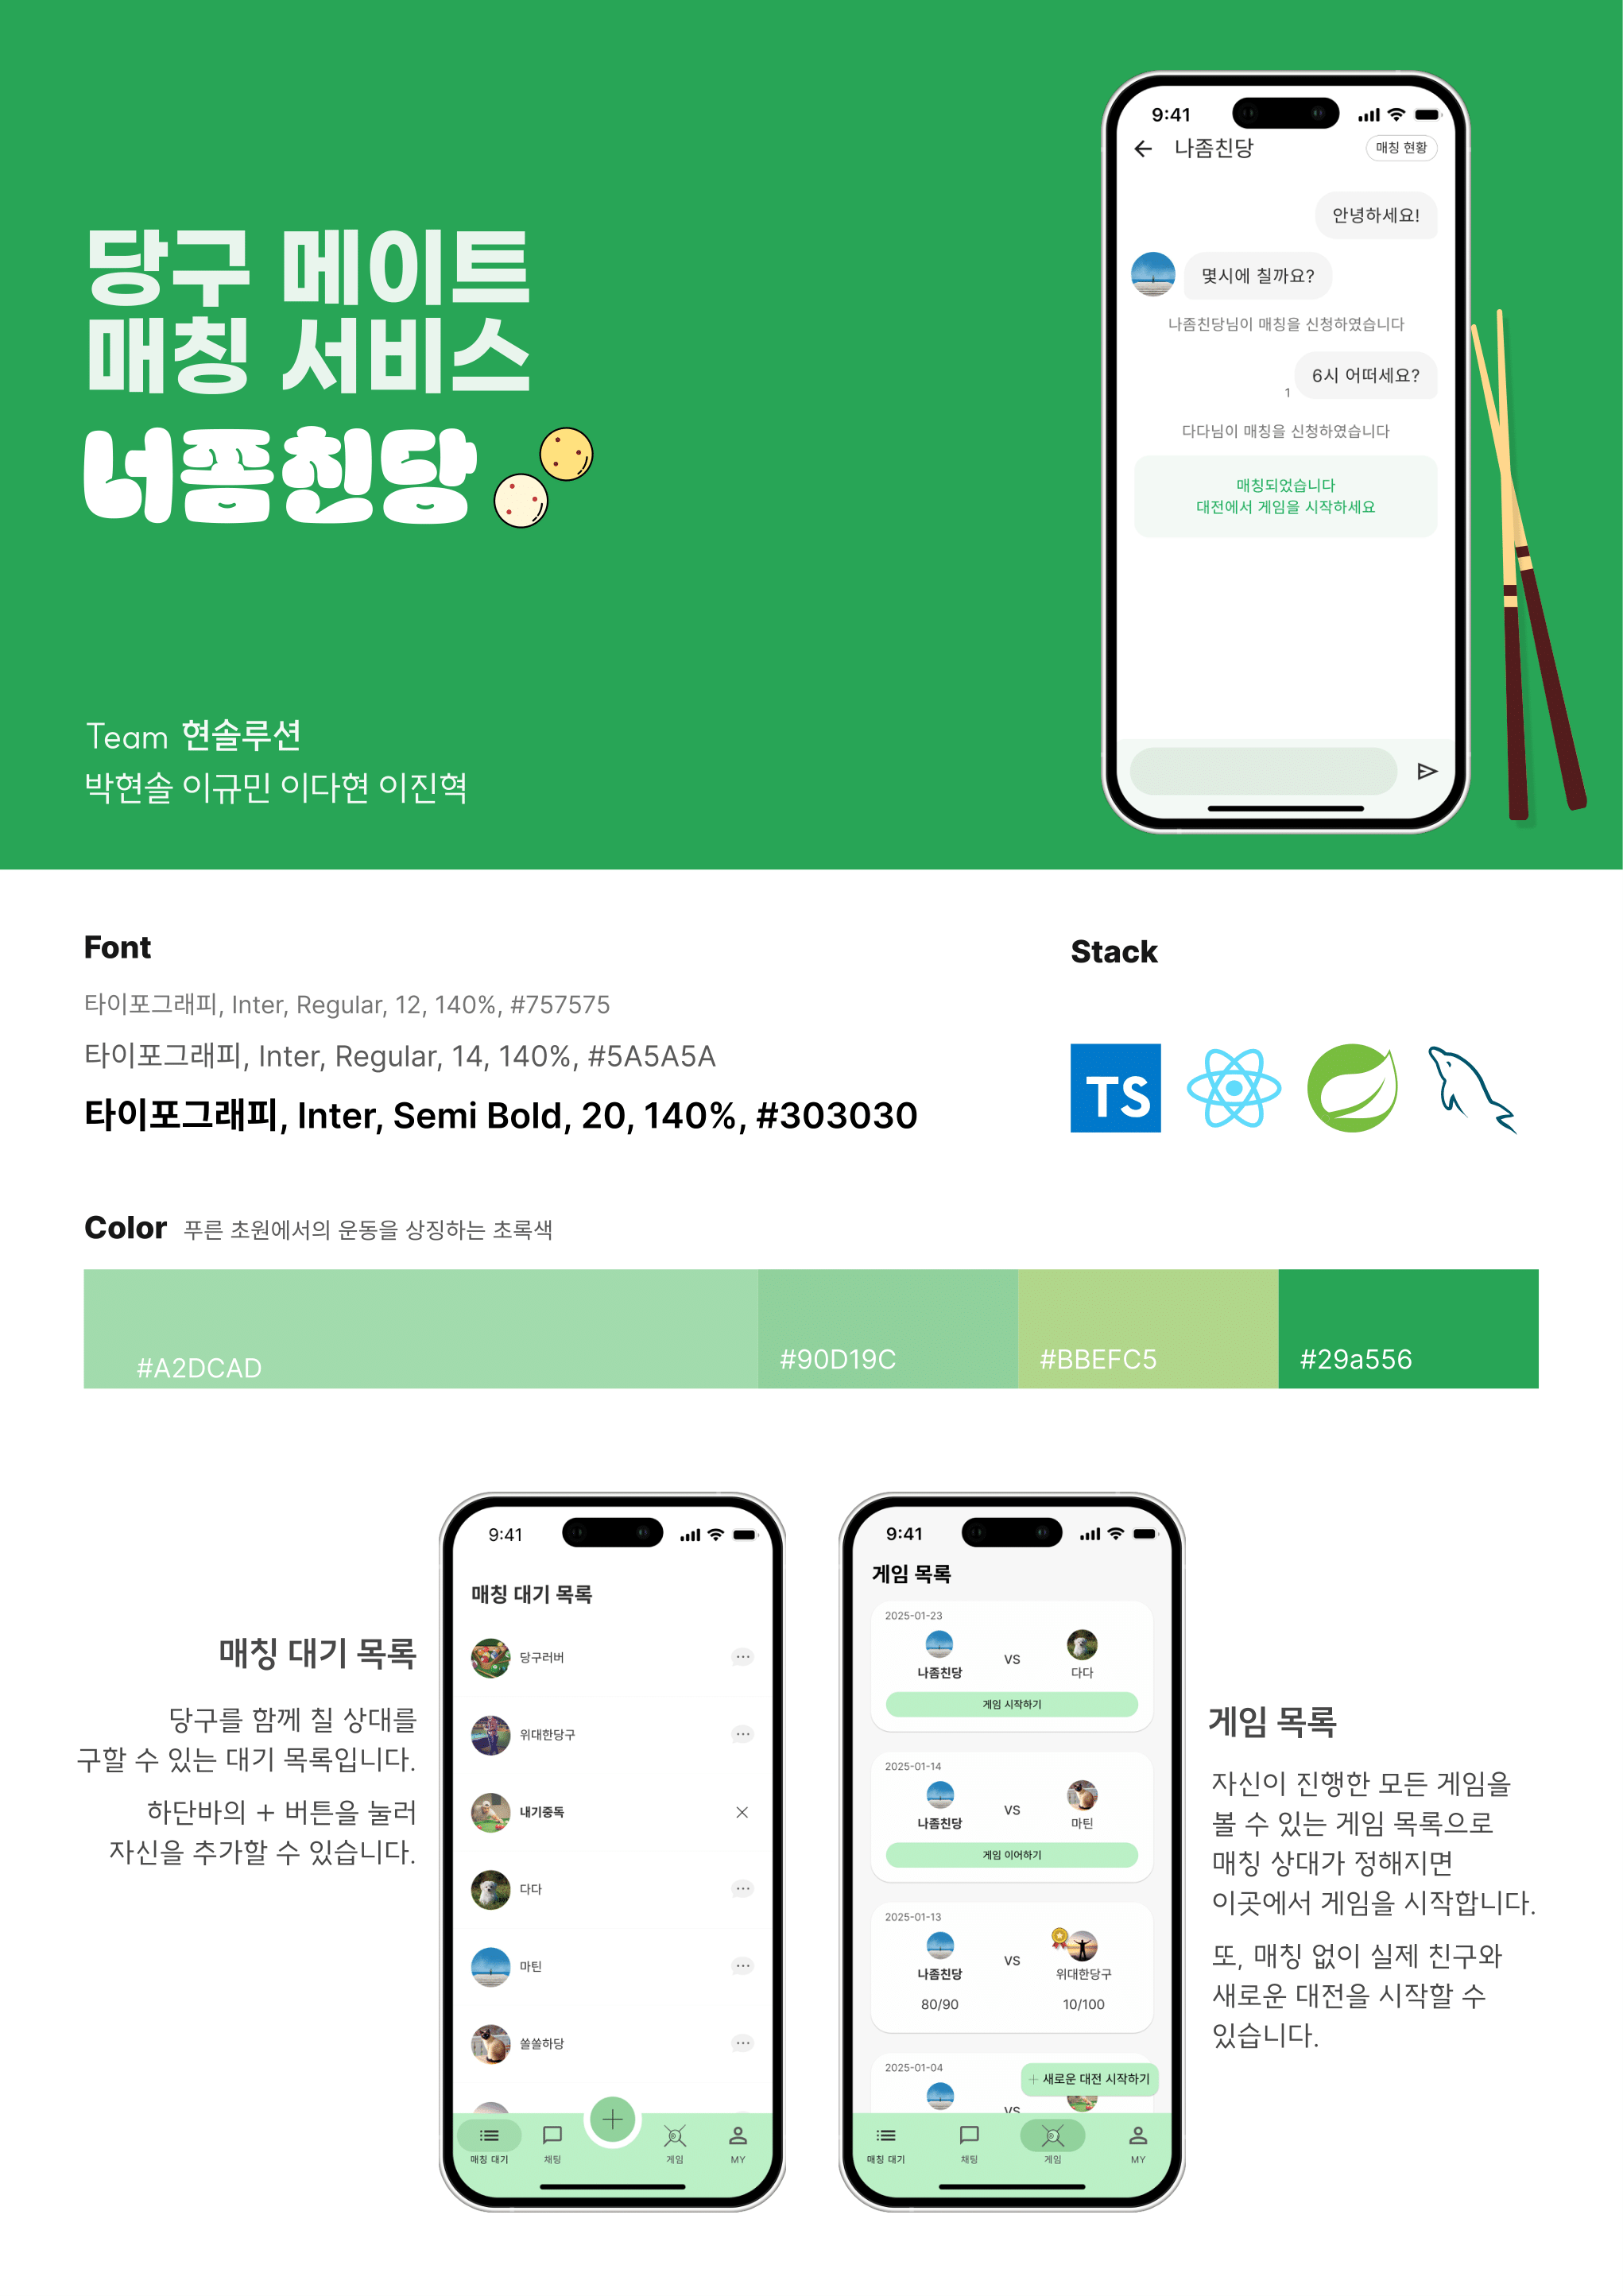 당구 메이트
매칭 서비스
너좀친당
Team 현솔루션
박현솔 이규민 이다현 이진혁
9:41
나좀친당
매칭 현황
안녕하세요!
몇시에 칠까요?
나좀친당님이 매칭을 신청하였습니다
6시 어떠세요?
1
다다님이 매칭을 신청하였습니다
매칭되었습니다
대전에서 게임을 시작하세요
Font
타이포그래피, Inter, Regular, 12, 140%, #757575
타이포그래피, Inter, Regular, 14, 140%, #5A5A5A
타이포그래피, Inter, Semi Bold, 20, 140%, #303030
Stack
TS
Color 푸른 초원에서의 운동을 상징하는 초록색
#A2DCAD
#90D19C
#BBEFC5
#29a556
매칭 대기 목록
당구를 함께 칠 상대를
구할 수 있는 대기 목록입니다.
하단바의 + 버튼을 눌러
자신을 추가할 수 있습니다.
9:41
매칭 대기 목록
당구러버
위대한당구
내기중독
다다
마틴
쏠쏠하당
매칭 대기
채팅
게임
MY
9:41
게임 목록
2025-01-23
VS
나좀친당
다다
게임 시작하기
2025-01-14
VS
나좀친당
마틴
게임 이어하기
2025-01-13
VS
나좀친당
위대한당구
80/90
10/100
2025-01-04
+ 새로운 대전 시작하기
VS
매칭 대기
채팅
게임
MY
게임 목록
자신이 진행한 모든 게임을
볼 수 있는 게임 목록으로
매칭 상대가 정해지면
이곳에서 게임을 시작합니다.
또, 매칭 없이 실제 친구와
새로운 대전을 시작할 수
있습니다.